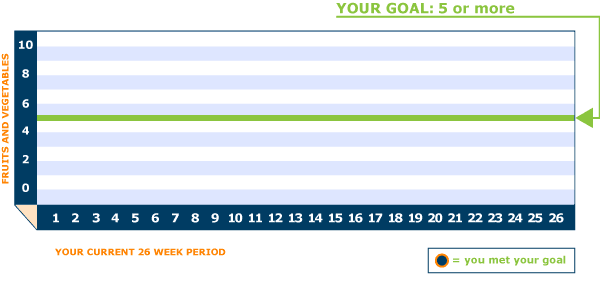 YOUR GOAL: 5 or more
FRUITS AND VEGETABLES
10
8
6
4
2
0
1 2 3 4 5 6 7 8 9 10 11 12 13 14 15 16 17 18 19 20 21 22 23 24 25 26
YOUR CURRENT 26 WEEK PERIOD
= you met your goal